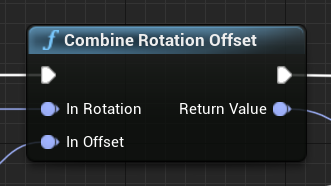 f Combine Rotation Offset
In Rotation Return Value
In Offset